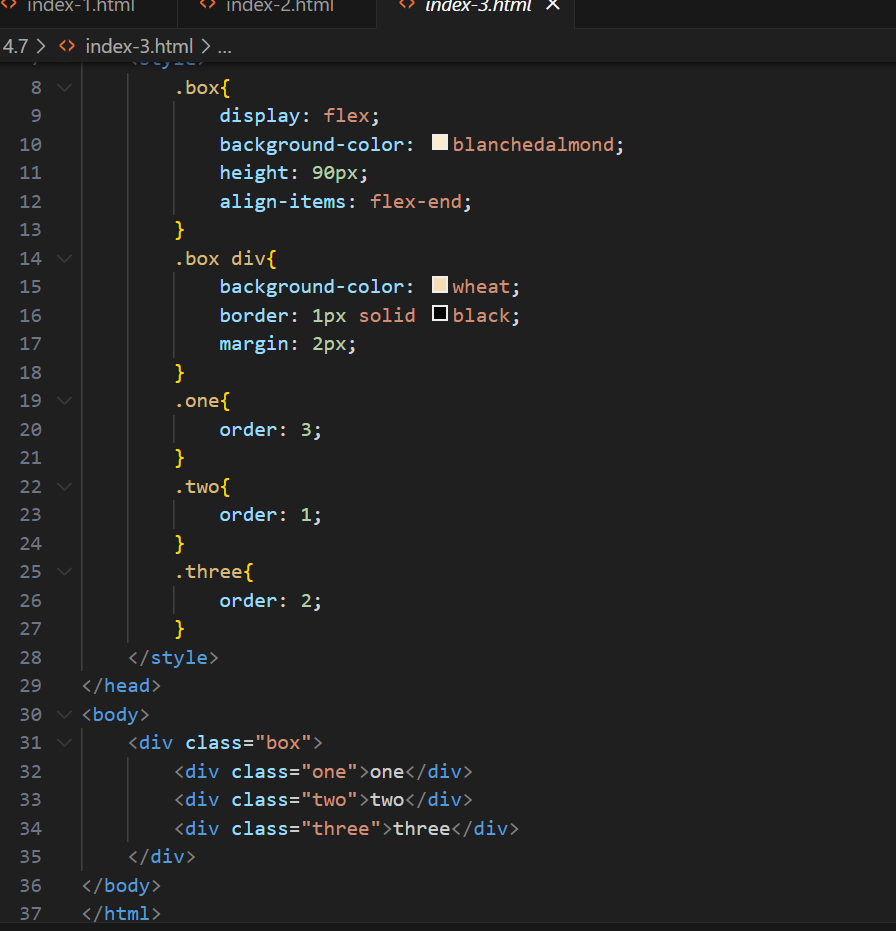 index-1.html index-2.html index-3.html ×
4.7 > index-3.html > ...
7 <style>
8 .box{
9 display: flex;
10 background-color: blanchedalmond;
11 height: 90px;
12 align-items: flex-end;
13 }
14 .box div{
15 background-color: wheat;
16 border: 1px solid black;
17 margin: 2px;
18 }
19 .one{
20 order: 3;
21 }
22 .two{
23 order: 1;
24 }
25 .three{
26 order: 2;
27 }
28 </style>
29 </head>
30 <body>
31 <div class="box">
32 <div class="one">one</div>
33 <div class="two">two</div>
34 <div class="three">three</div>
35 </div>
36 </body>
37 </html>